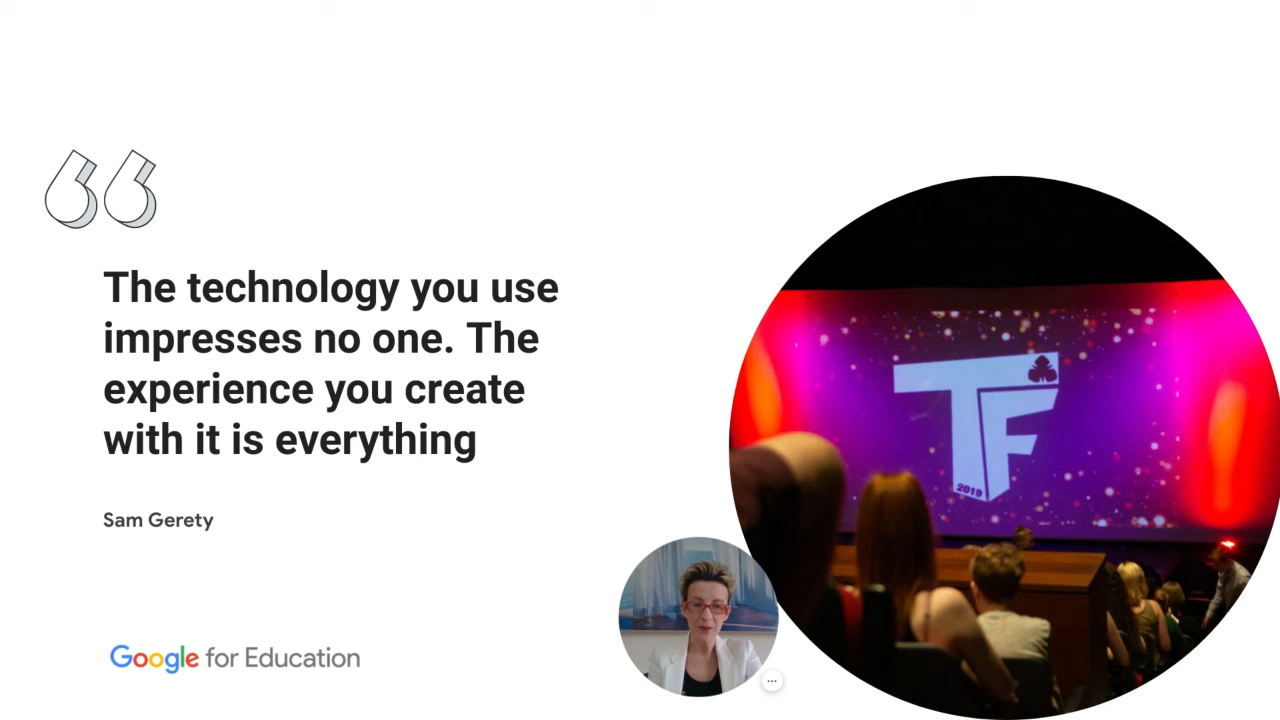 The technology you use
impresses no one. The
experience you create
with it is everything
Sam Gerety
Google for Education
TF
2019